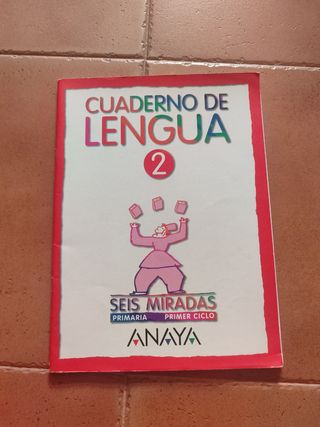 CUADERNO DE
LENGUA
2
SEIS MIRADAS
PRIMARIA PRIMER CICLO
ANAYA